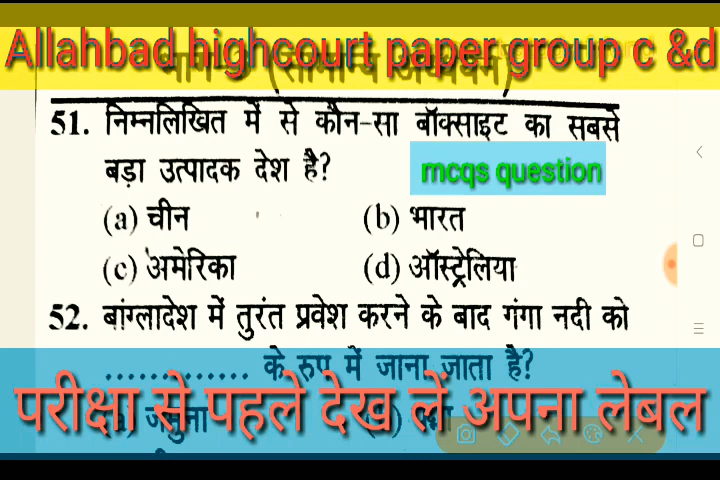 Allahbad highcourt paper group c &d
51. निम्नलिखित में से कौन-सा बॉक्साइट का सबसे
बड़ा उत्पादक देश है?
mcqs question
(a) चीन (b) भारत
(c) अमेरिका (d) ऑस्ट्रेलिया
52. बांग्लादेश में तुरंत प्रवेश करने के बाद गंगा नदी को
............. के रुप में जाना जाता है?
परीक्षा से पहले देख लें अपना लेबल
(a) जमुना